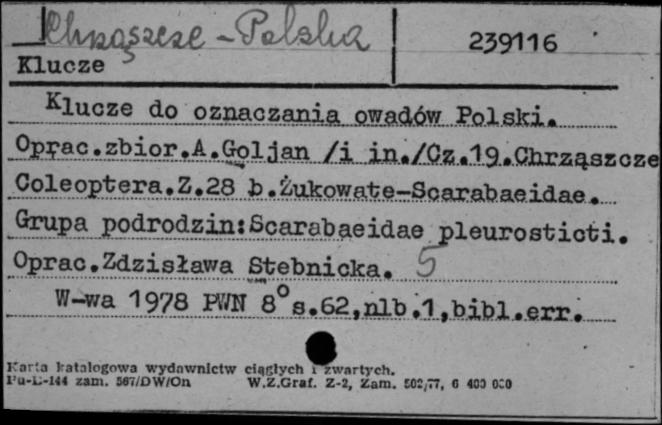 Chrząszcze - Polska
239116
Klucze
Klucze do oznaczania owadów Polski.
Oprac.zbior.A.Goljan /i in./Cz.19.Chrząszcze
Coleoptera.Z.28 b.Żukowate-Scarabaeidae.
Grupa podrodzin:Scarabaeidae pleurosticti.
Oprac.Zdzisława Stebnicka. 5
W-wa 1978 PWN 8° s.62,nlb.1,bibl.err.
Karta katalogowa wydawnictw ciągłych i zwartych.
Pu-K-144 zam. 567/DW/On W.Z.Graf. Z-2, Zam. 502/77, 6 400 000